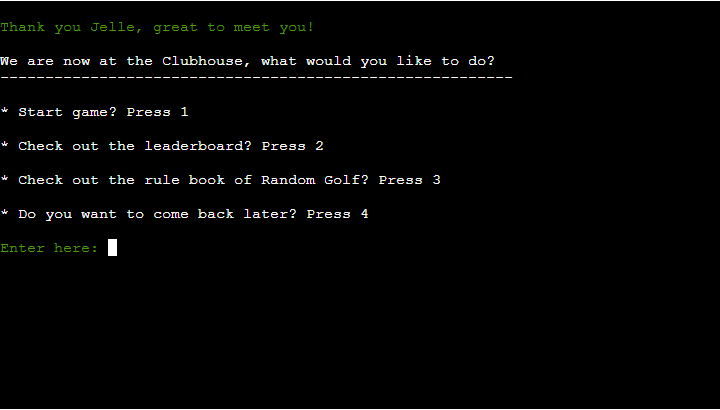 Thank you Jelle, great to meet you!
We are now at the Clubhouse, what would you like to do?
---------------------------------------------------------
* Start game? Press 1
* Check out the leaderboard? Press 2
* Check out the rule book of Random Golf? Press 3
* Do you want to come back later? Press 4
Enter here: